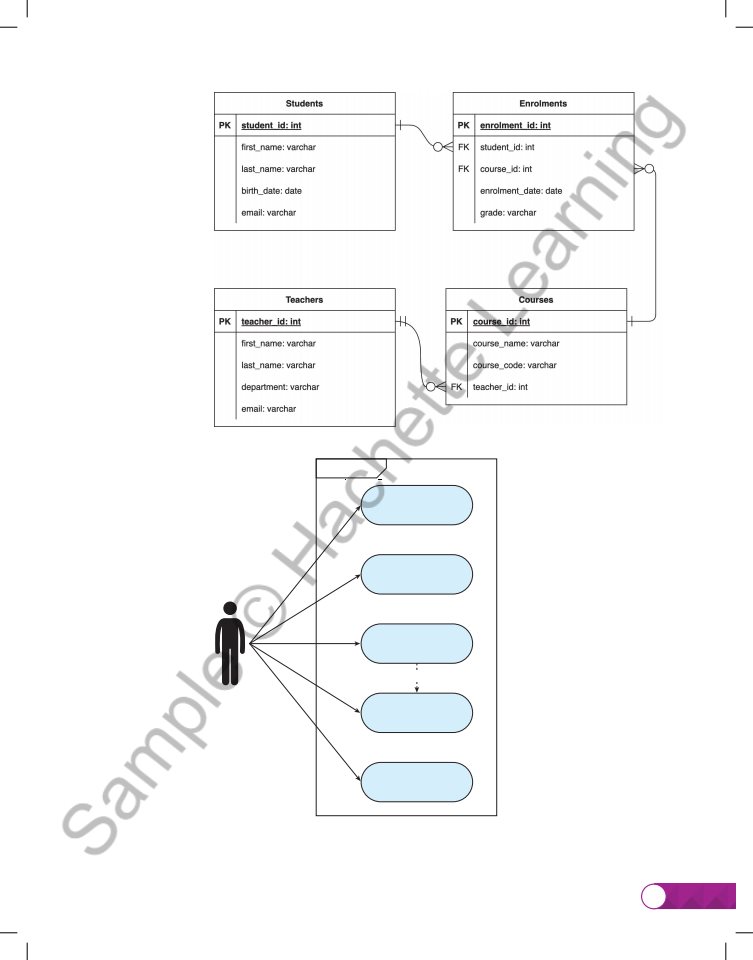 Students
PK student_id: int
first_name: varchar
last_name: varchar
birth_date: date
email: varchar
Enrolments
PK enrolment_id: int
FK student_id: int
FK course_id: int
enrolment_date: date
grade: varchar
Teachers
PK teacher_id: int
first_name: varchar
last_name: varchar
department: varchar
email: varchar
Courses
PK course_id: int
course_name: varchar
course_code: varchar
FK teacher_id: int
Sample © Hachette Learning